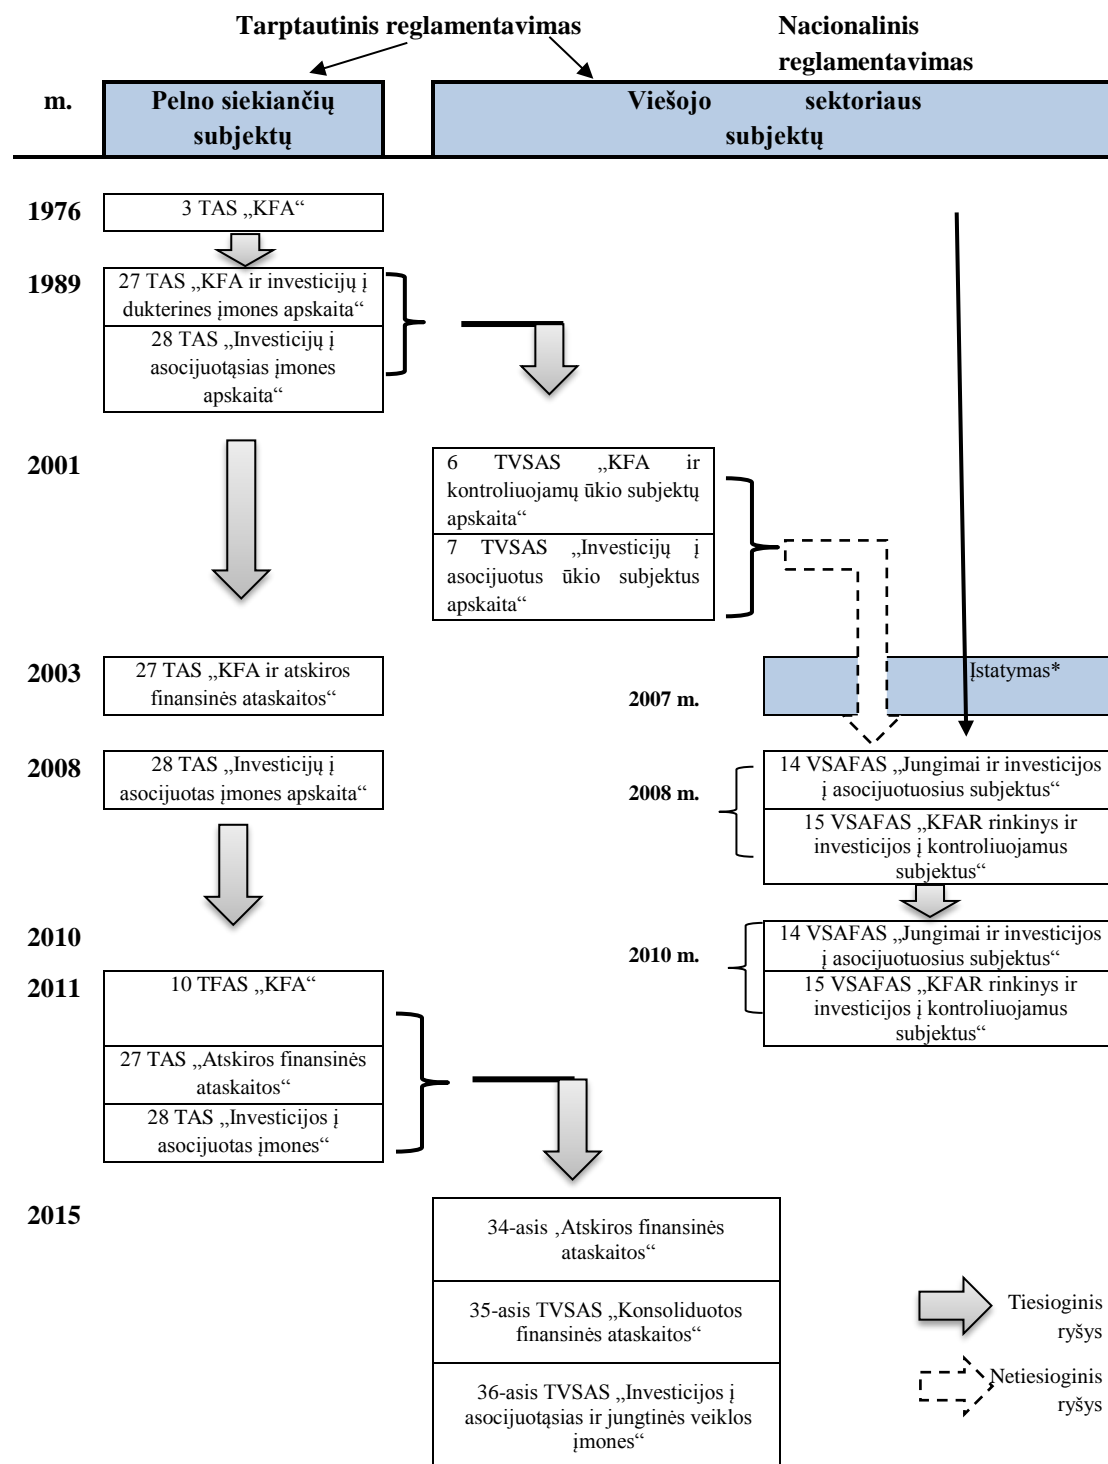 Tarptautinis reglamentavimas
Nacionalinis
reglamentavimas
m.
Pelno siekiančių
subjektų
Viešojo sektoriaus
subjektų
1976
3 TAS „KFA“
1989
27 TAS „KFA ir investicijų į
dukterines įmones apskaita“
28 TAS „Investicijų į
asocijuotąsias įmones
apskaita“
2001
6 TVSAS „KFA ir
kontroliuojamų ūkio subjektų
apskaita“
7 TVSAS „Investicijų į
asocijuotus ūkio subjektus
apskaita“
2003
27 TAS „KFA ir atskiros
finansinės ataskaitos“
2007 m.
Įstatymas*
2008
28 TAS „Investicijų į
asocijuotas įmones apskaita“
2008 m.
14 VSAFAS „Jungimai ir investicijos
į asocijuotuosius subjektus“
15 VSAFAS „KFAR rinkinys ir
investicijos į kontroliuojamus
subjektus“
2010
2010 m.
14 VSAFAS „Jungimai ir investicijos
į asocijuotuosius subjektus“
15 VSAFAS „KFAR rinkinys ir
investicijos į kontroliuojamus
subjektus“
2011
10 TFAS „KFA“
27 TAS „Atskiros finansinės
ataskaitos“
28 TAS „Investicijos į
asocijuotas įmones“
2015
34-asis ‚Atskiros finansinės
ataskaitos“
35-asis TVSAS „Konsoliduotos
finansinės ataskaitos“
36-asis TVSAS „Investicijos į
asocijuotąsias ir jungtinės veiklos
įmones“
Tiesioginis
ryšys
Netiesioginis
ryšys